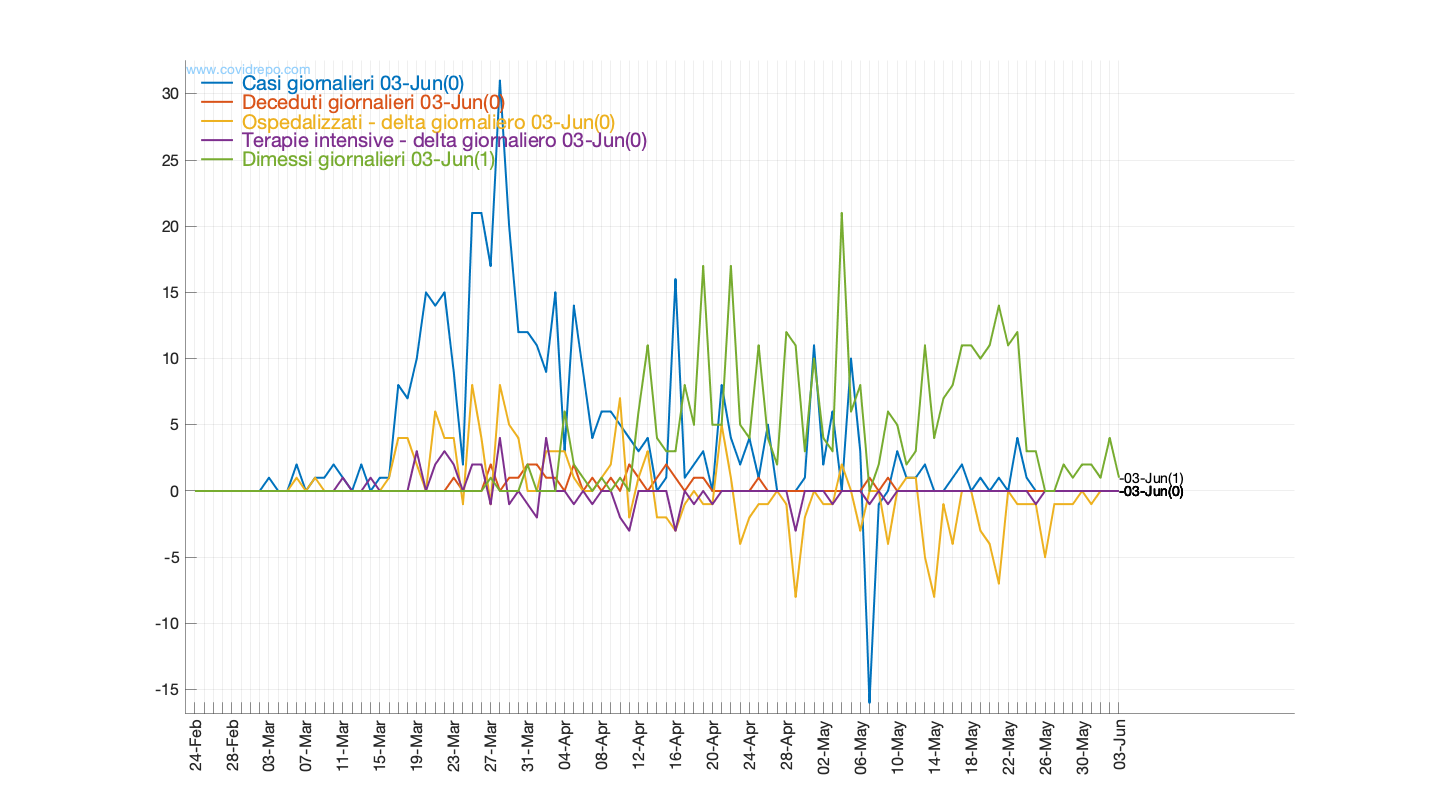 www.covidrepo.com
Casi giornalieri 03-Jun(0)
Deceduti giornalieri 03-Jun(0)
Ospedalizzati - delta giornaliero 03-Jun(0)
Terapie intensive - delta giornaliero 03-Jun(0)
Dimessi giornalieri 03-Jun(1)
30
25
20
15
10
5
0
-5
-10
-15
03-Jun(1)
03-Jun(0)
24-Feb
28-Feb
03-Mar
07-Mar
11-Mar
15-Mar
19-Mar
23-Mar
27-Mar
31-Mar
04-Apr
08-Apr
12-Apr
16-Apr
20-Apr
24-Apr
28-Apr
02-May
06-May
10-May
14-May
18-May
22-May
26-May
30-May
03-Jun